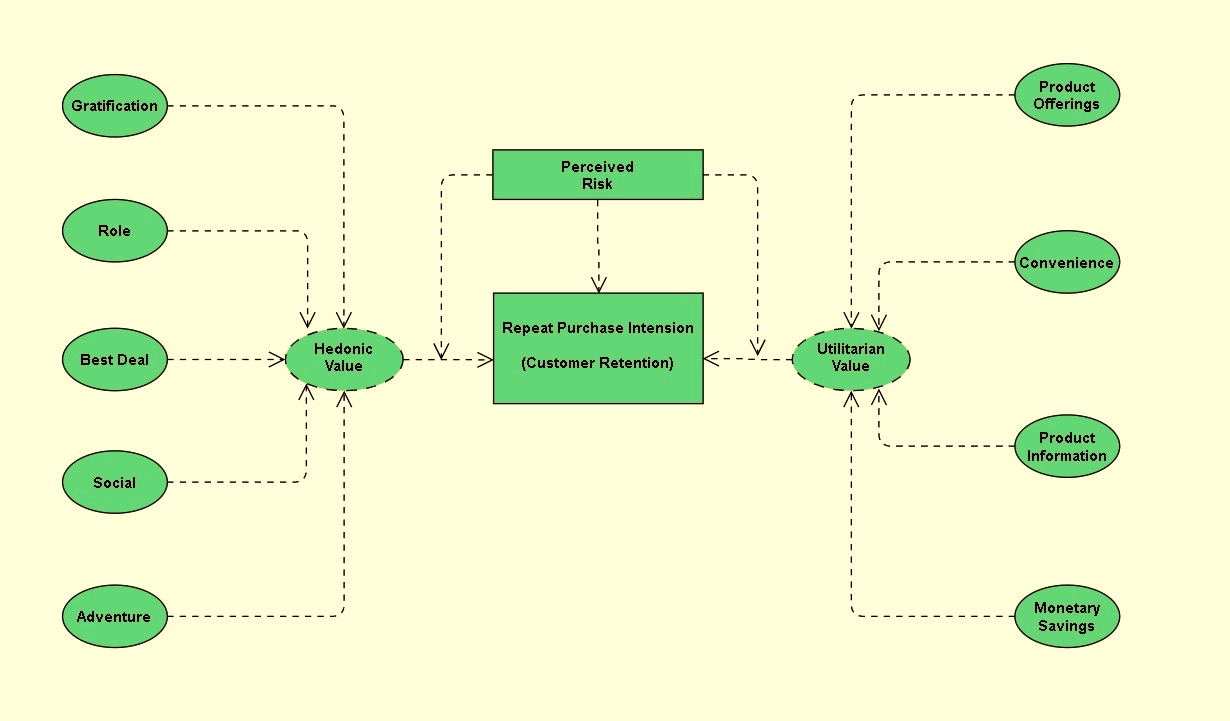 Gratification
Role
Best Deal
Social
Adventure
Hedonic
Value
Perceived
Risk
Repeat Purchase Intension
(Customer Retention)
Utilitarian
Value
Product
Offerings
Convenience
Product
Information
Monetary
Savings